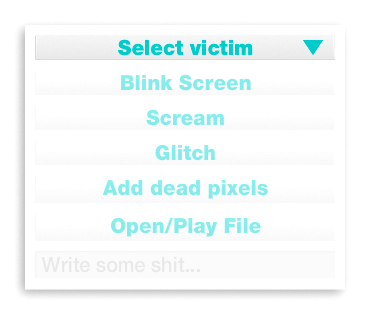 Select victim
Blink Screen
Scream
Glitch
Add dead pixels
Open/Play File
Write some shit...